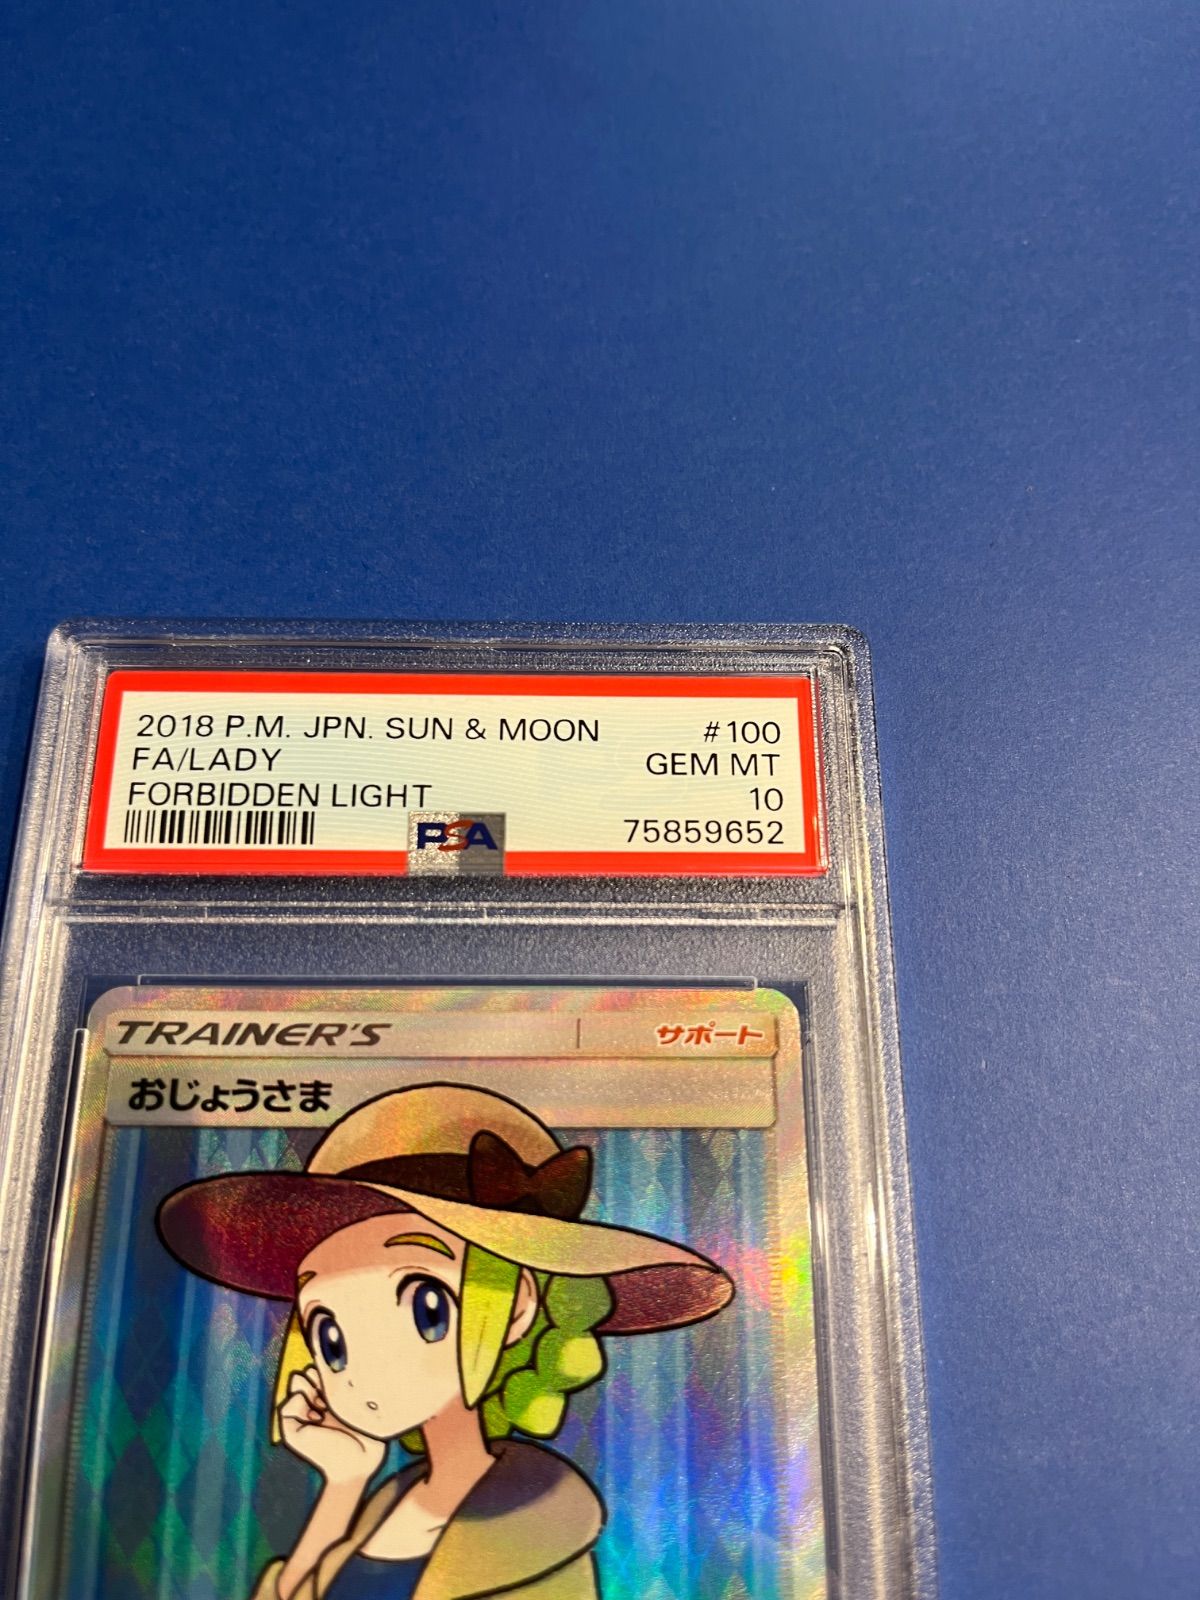 2018 P.M. JPN. SUN & MOON #100
FA/LADY GEM MT
FORBIDDEN LIGHT 10
PSA 75859652
TRAINER'S サポート
おじょうさま